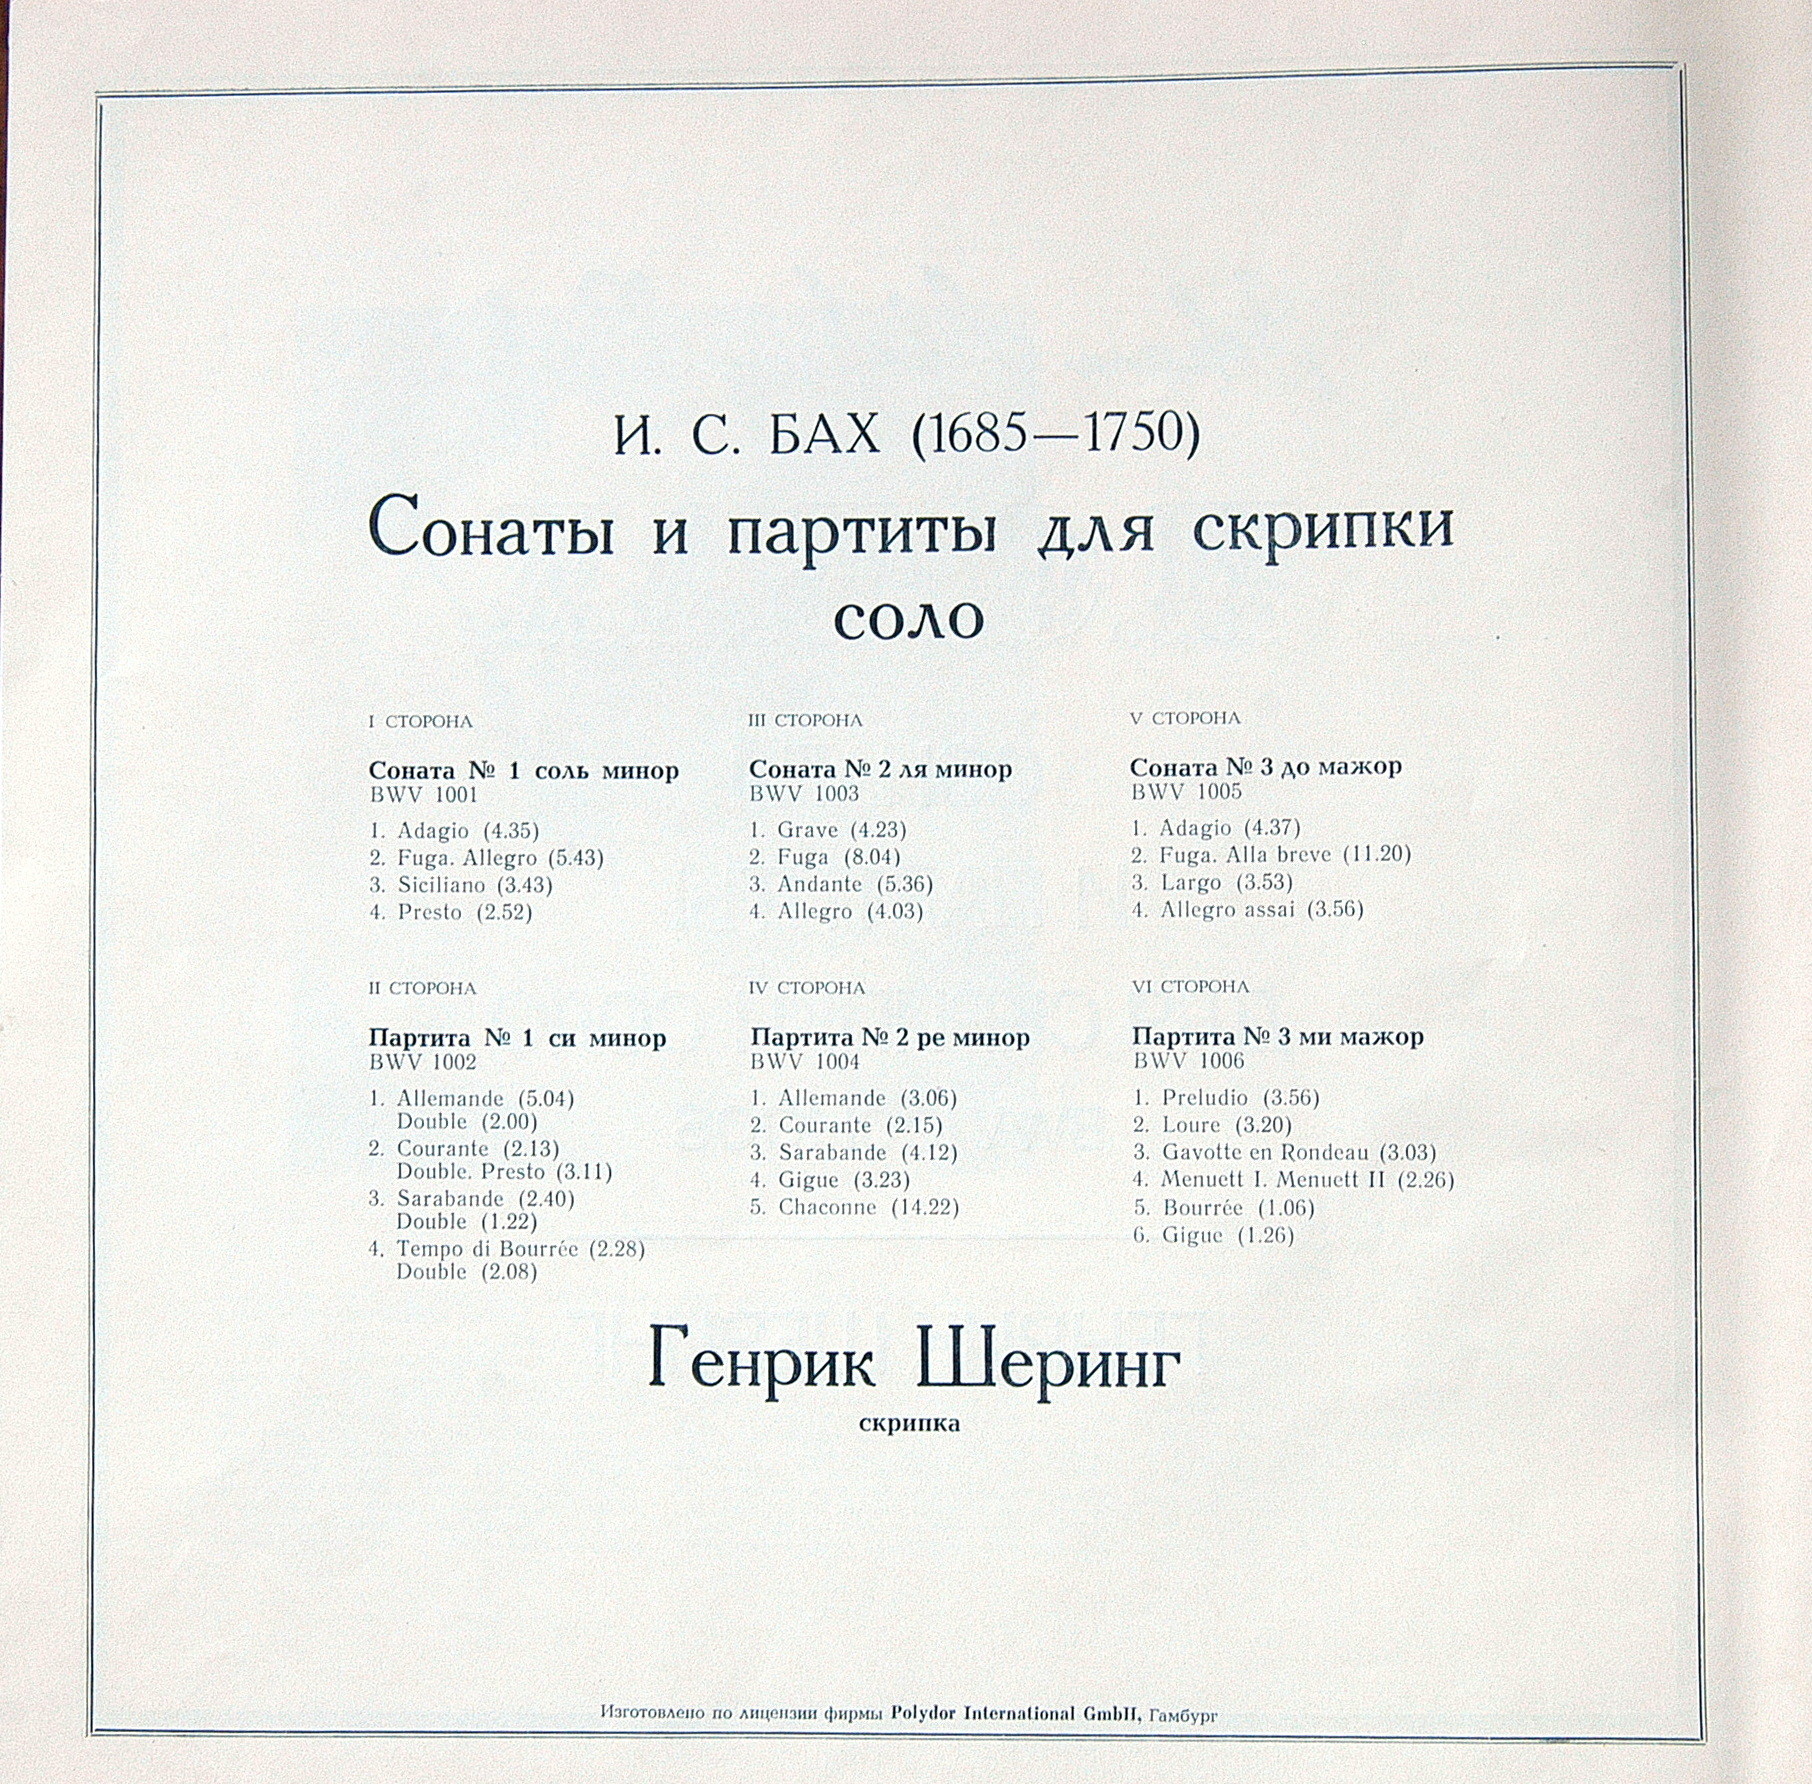 И. С. БАХ (1685—1750)
Сонаты и партиты для скрипки
соло
I СТОРОНА
Соната № 1 соль минор
BWV 1001
1. Adagio (4.35)
2. Fuga. Allegro (5.43)
3. Siciliano (3.43)
4. Presto (2.52)
II СТОРОНА
Партита № 1 си минор
BWV 1002
1. Allemande (5.04)
Double (2.00)
2. Courante (2.13)
Double. Presto (3.11)
3. Sarabande (2.40)
Double (1.22)
4. Tempo di Bourrée (2.28)
Double (2.08)
III СТОРОНА
Соната № 2 ля минор
BWV 1003
1. Grave (4.23)
2. Fuga (8.04)
3. Andante (5.36)
4. Allegro (4.03)
IV СТОРОНА
Партита № 2 ре минор
BWV 1004
1. Allemande (3.06)
2. Courante (2.15)
3. Sarabande (4.12)
4. Gigue (3.23)
5. Chaconne (14.22)
V СТОРОНА
Соната № 3 до мажор
BWV 1005
1. Adagio (4.37)
2. Fuga. Alla breve (11.20)
3. Largo (3.53)
4. Allegro assai (3.56)
VI СТОРОНА
Партита № 3 ми мажор
BWV 1006
1. Preludio (3.56)
2. Loure (3.20)
3. Gavotte en Rondeau (3.03)
4. Menuett I. Menuett II (2.26)
5. Bourrée (1.06)
6. Gigue (1.26)
Генрик Шеринг
скрипка
Изготовлено по лицензии фирмы Polydor International GmbH, Гамбург